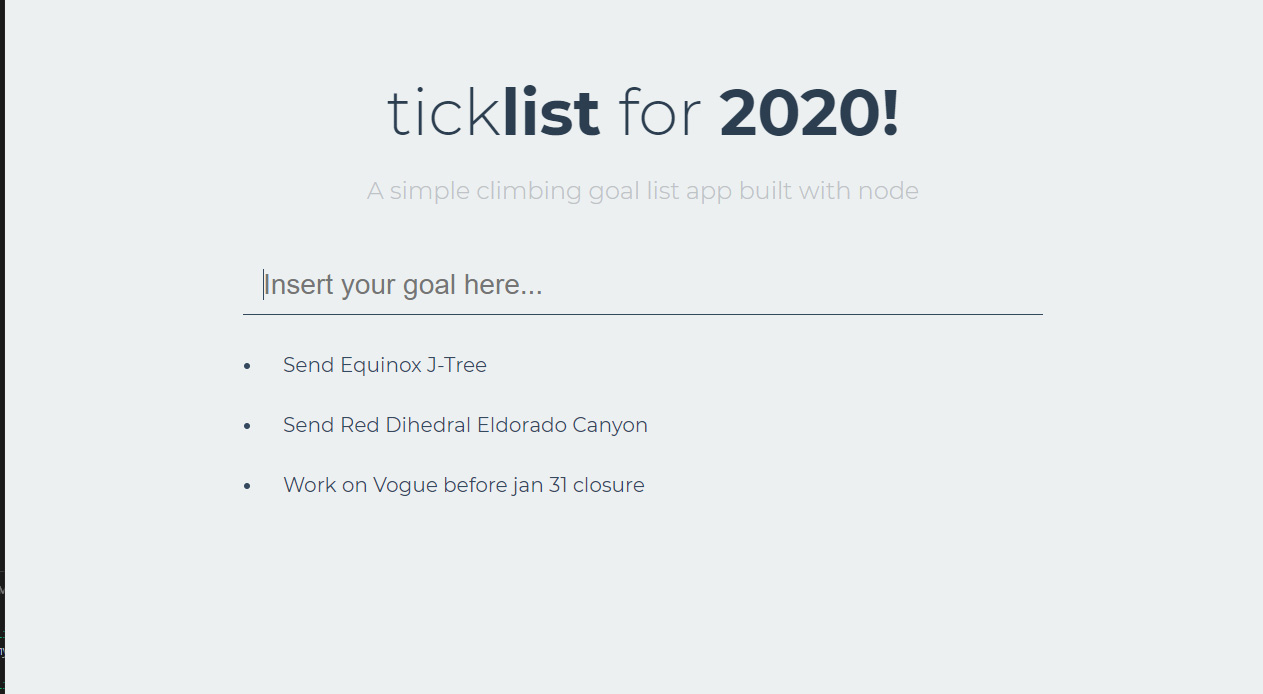 ticklist for 2020!
A simple climbing goal list app built with node
Insert your goal here...
• Send Equinox J-Tree
• Send Red Dihedral Eldorado Canyon
• Work on Vogue before jan 31 closure